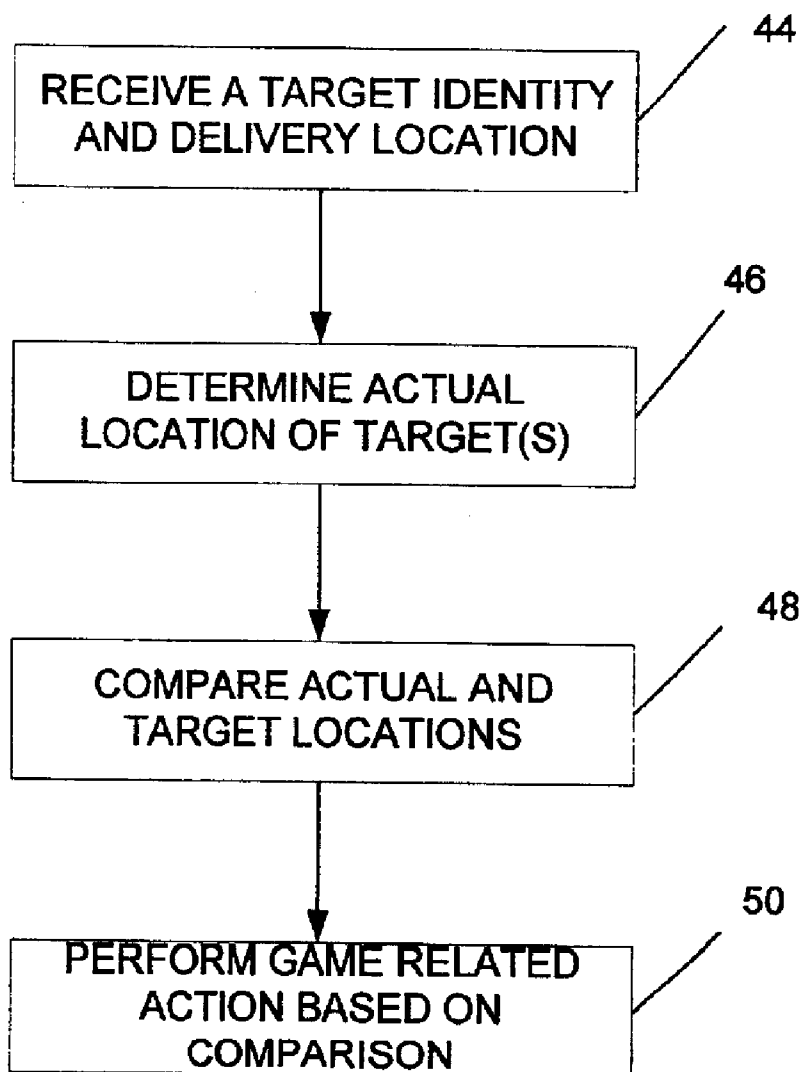 44
RECEIVE A TARGET IDENTITY
AND DELIVERY LOCATION
46
DETERMINE ACTUAL
LOCATION OF TARGET(S)
48
COMPARE ACTUAL AND
TARGET LOCATIONS
50
PERFORM GAME RELATED
ACTION BASED ON
COMPARISON